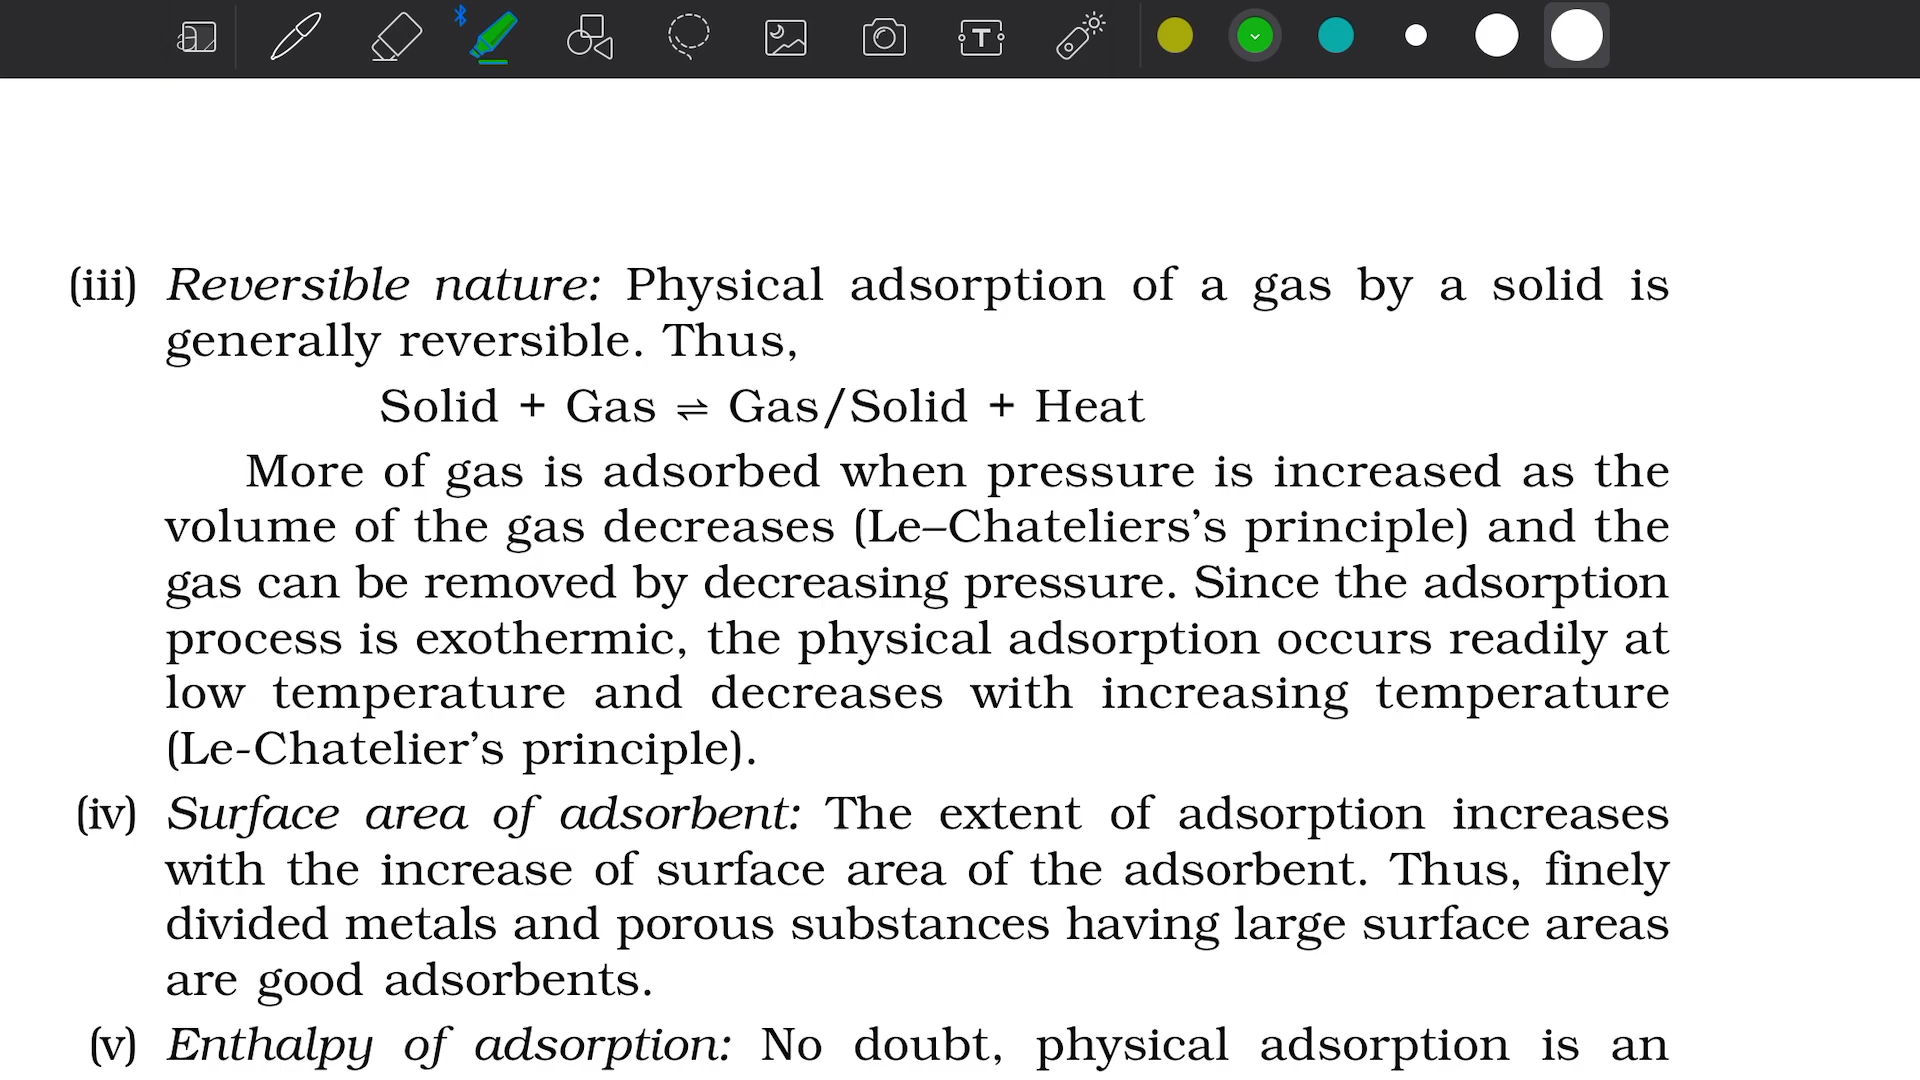 (iii) Reversible nature: Physical adsorption of a gas by a solid is
generally reversible. Thus,
Solid + Gas ⇌ Gas/Solid + Heat
More of gas is adsorbed when pressure is increased as the
volume of the gas decreases (Le–Chateliers's principle) and the
gas can be removed by decreasing pressure. Since the adsorption
process is exothermic, the physical adsorption occurs readily at
low temperature and decreases with increasing temperature
(Le-Chatelier's principle).
(iv) Surface area of adsorbent: The extent of adsorption increases
with the increase of surface area of the adsorbent. Thus, finely
divided metals and porous substances having large surface areas
are good adsorbents.
(v) Enthalpy of adsorption: No doubt, physical adsorption is an